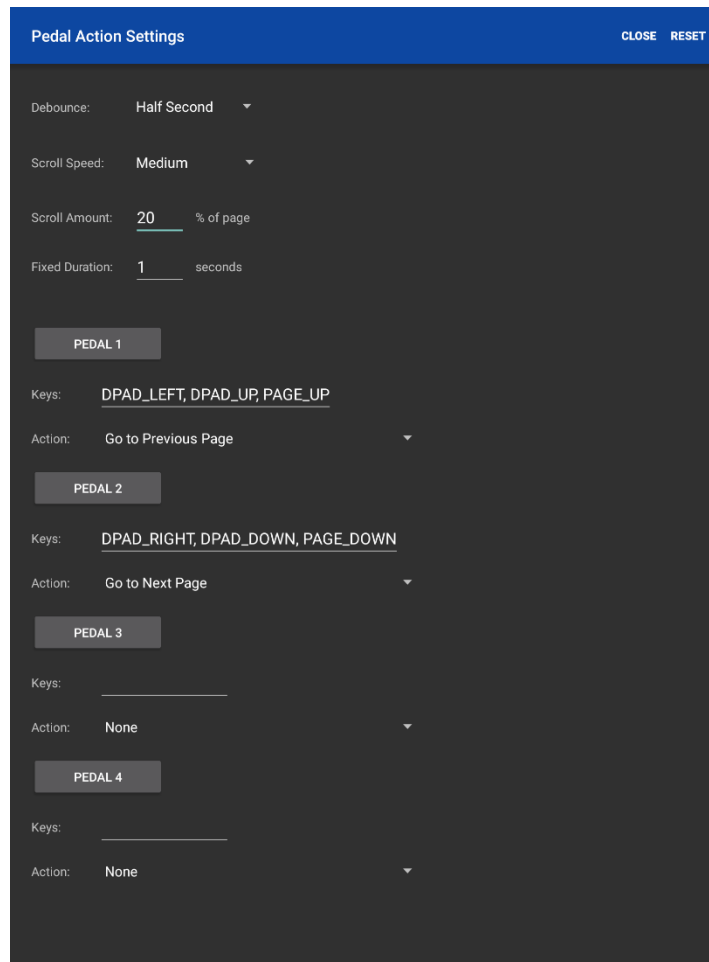 Pedal Action Settings CLOSE RESET
Debounce: Half Second
Scroll Speed: Medium
Scroll Amount: 20 % of page
Fixed Duration: 1 seconds
PEDAL 1
Keys: DPAD_LEFT, DPAD_UP, PAGE_UP
Action: Go to Previous Page
PEDAL 2
Keys: DPAD_RIGHT, DPAD_DOWN, PAGE_DOWN
Action: Go to Next Page
PEDAL 3
Keys:
Action: None
PEDAL 4
Keys:
Action: None